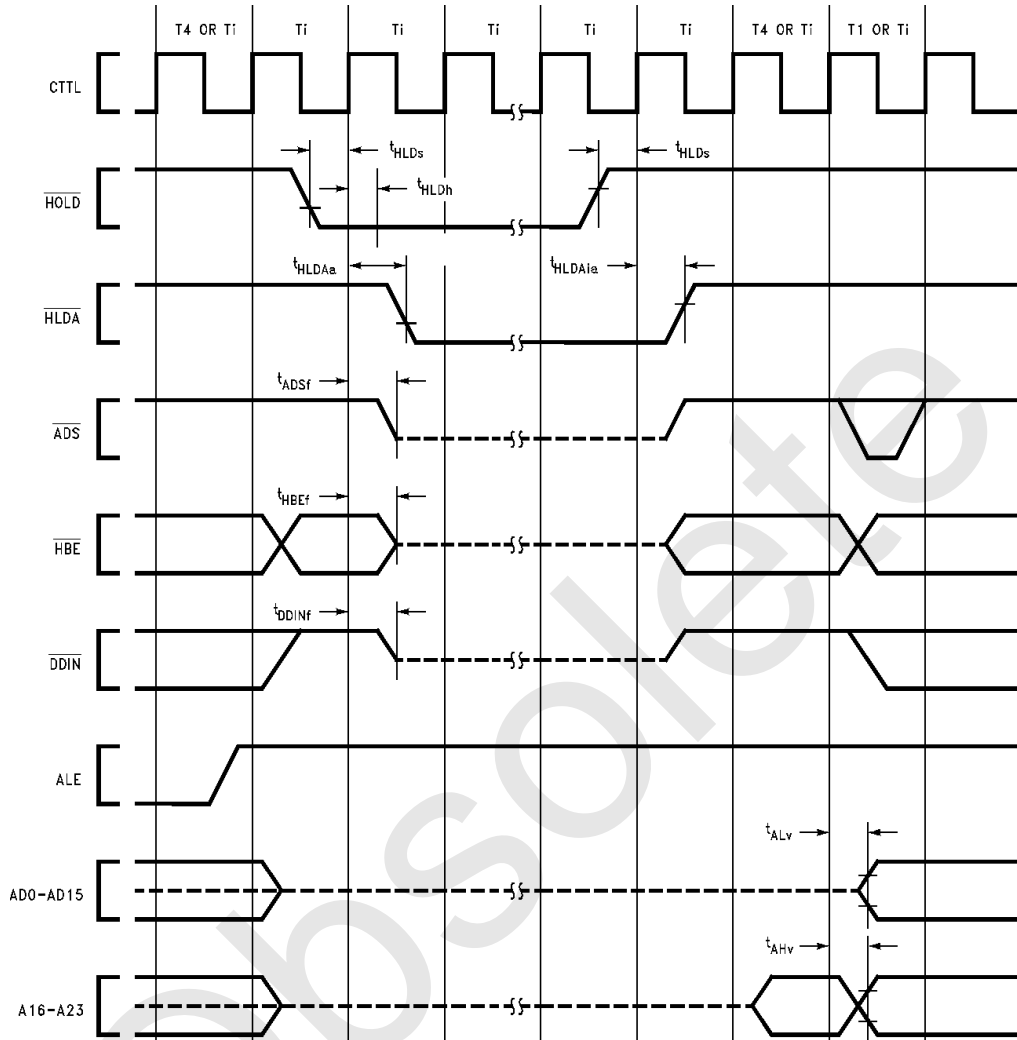 T4 OR Ti Ti Ti Ti Ti Ti T4 OR Ti T1 OR Ti
CTTL
tHLDs tHLDs
tHLDh
HOLD
tHLDAa tHLDAia
HLDA
tADSf
ADS
tHBEf
HBE
tDDINf
DDIN
ALE
tALv
AD0-AD15
tAHv
A16-A23
obsolete